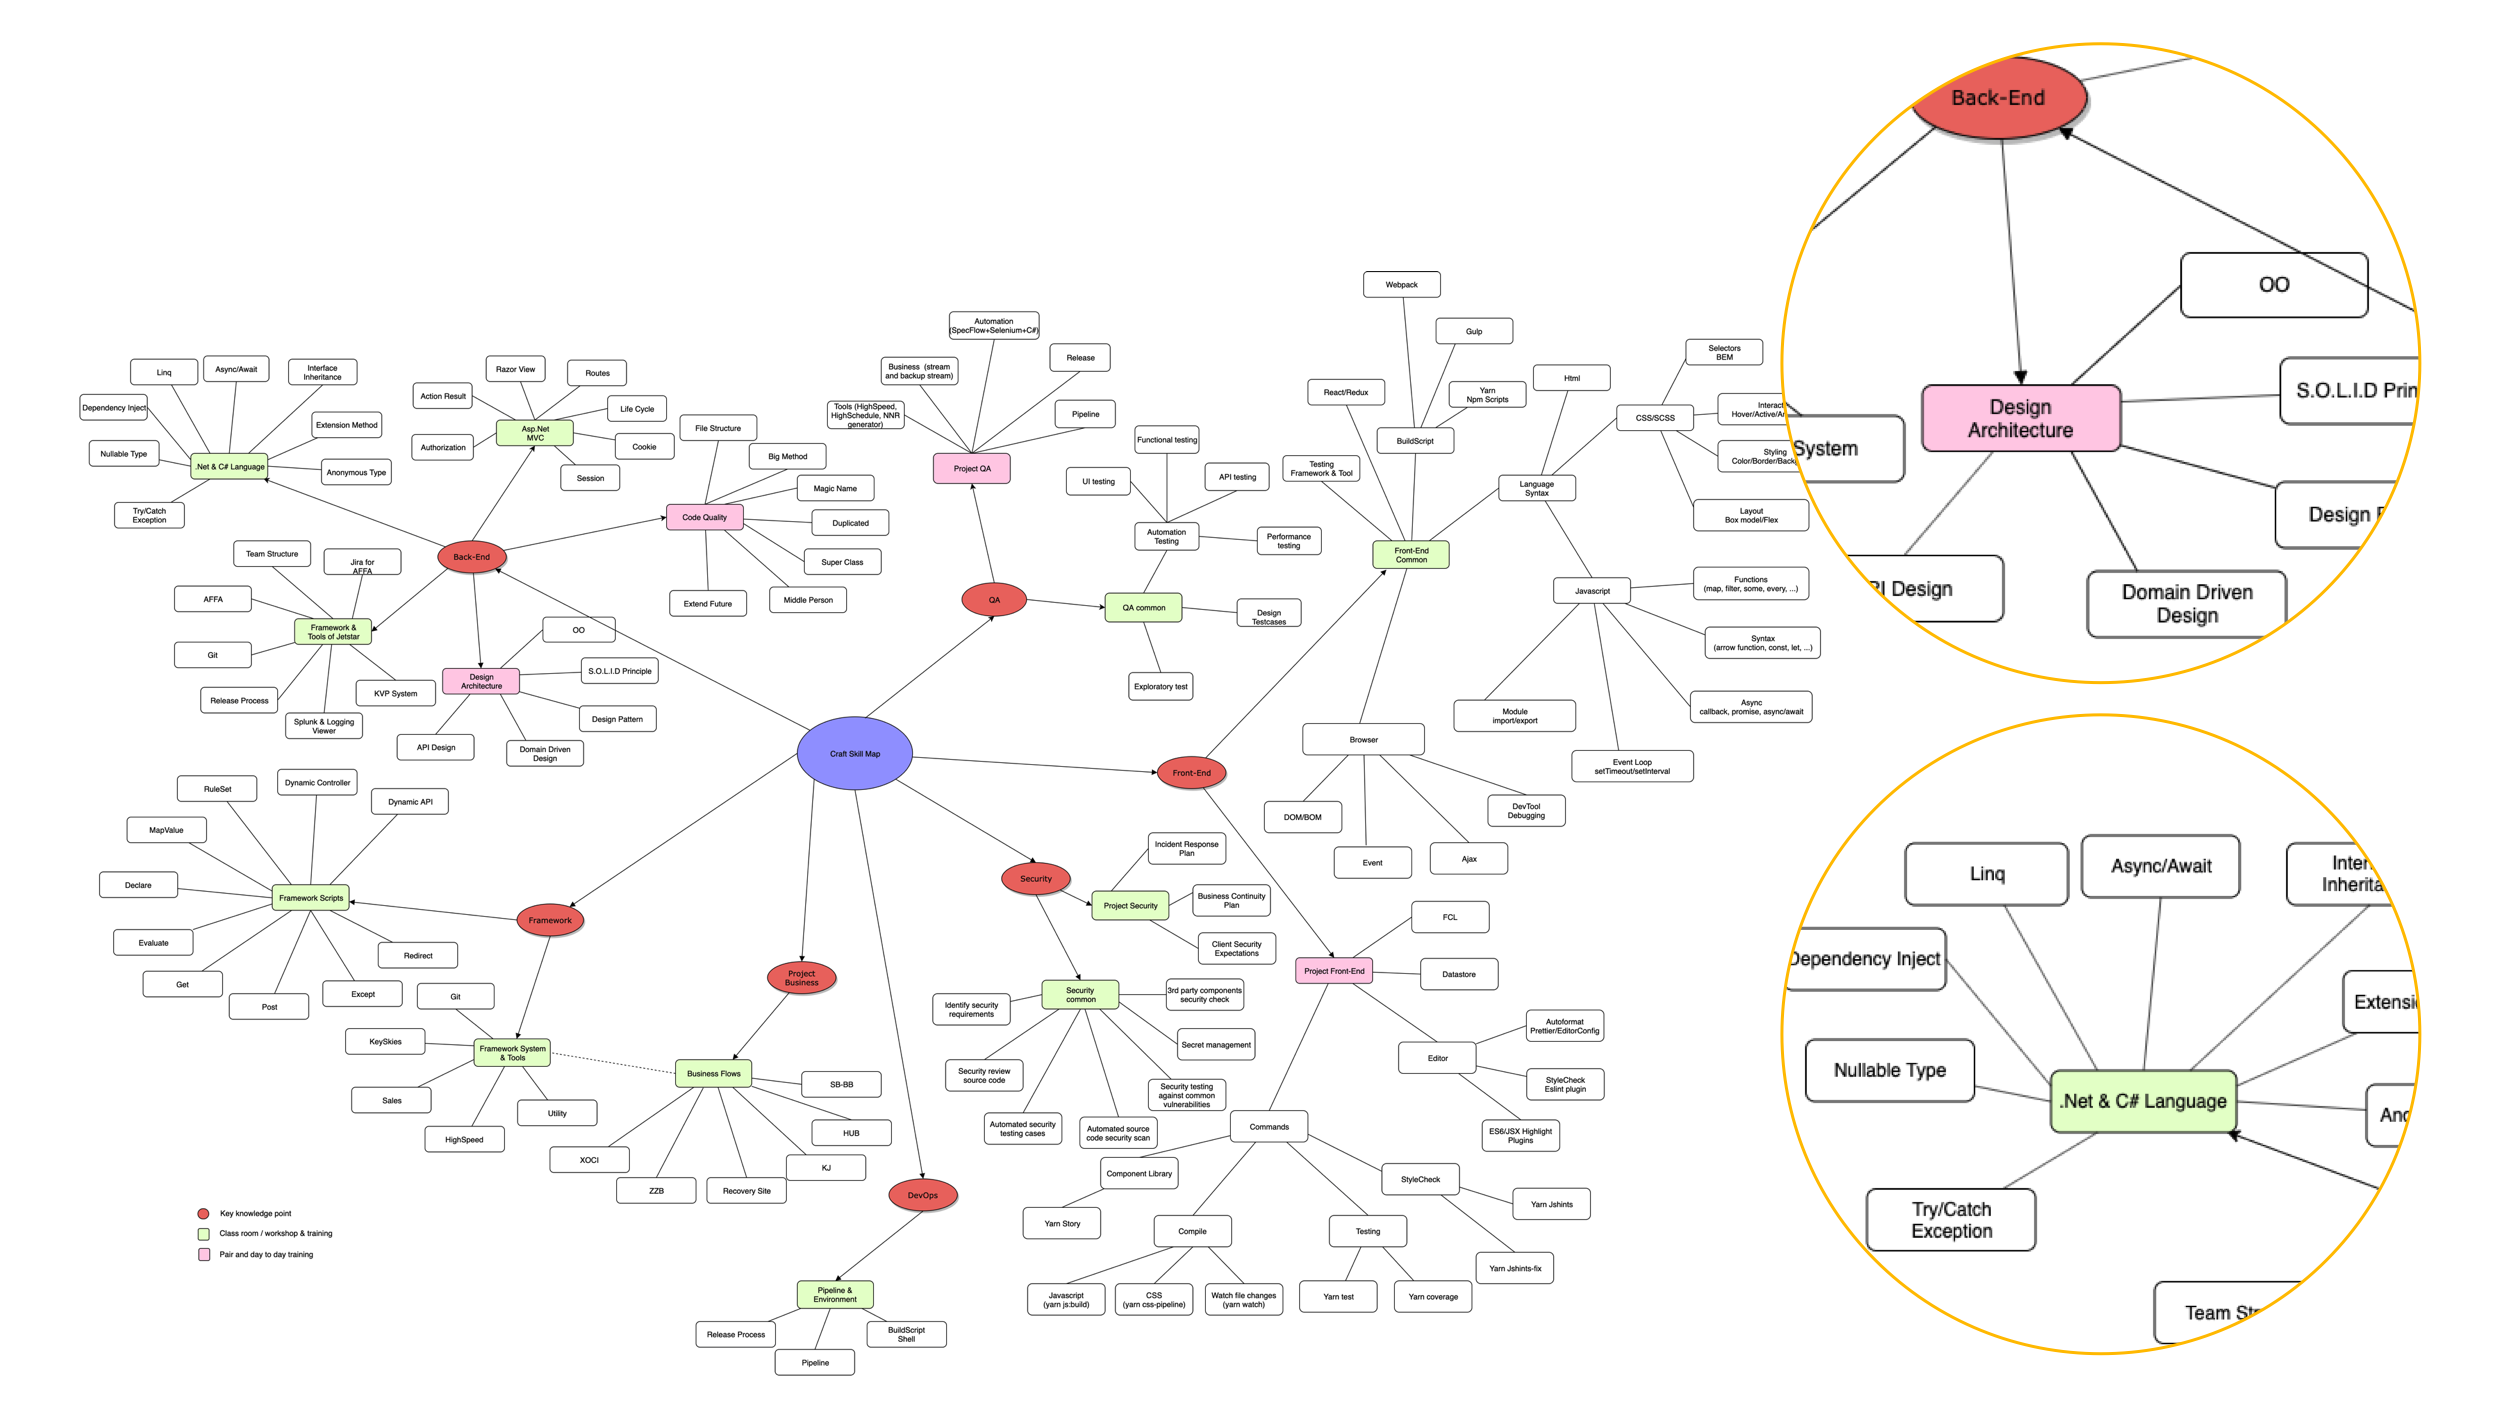 Linq
Async/Await
Interface
Inheritance
Dependency Inject
Extension Method
Nullable Type
.Net & C# Language
Anonymous Type
Try/Catch
Exception
Razor View
Routes
Action Result
Life Cycle
Asp.Net
MVC
Authorization
Cookie
Session
File Structure
Big Method
Magic Name
Code Quality
Duplicated
Super Class
Extend Future
Middle Person
Back-End
Team Structure
Jira for
AFFA
AFFA
Framework &
Tools of Jetstar
Git
Release Process
KVP System
Splunk & Logging
Viewer
OO
Design
Architecture
S.O.L.I.D Principle
Design Pattern
API Design
Domain Driven
Design
Automation
(SpecFlow+Selenium+C#)
Business (stream
and backup stream)
Release
Tools (HighSpeed,
HighSchedule, NNR
generator)
Pipeline
Project QA
QA
Functional testing
UI testing
API testing
Automation
Testing
Performance
testing
QA common
Design
Testcases
Exploratory test
Craft Skill Map
Webpack
Gulp
React/Redux
Yarn
Npm Scripts
BuildScript
Testing
Framework & Tool
Front-End
Common
Html
Language
Syntax
Selectors
BEM
CSS/SCSS
Interact
Hover/Active/
Styling
Color/Border/
Layout
Box model/Flex
Javascript
Functions
(map, filter, some, every, ...)
Syntax
(arrow function, const, let, ...)
Async
callback, promise, async/await
Module
import/export
Event Loop
setTimeout/setInterval
Browser
DOM/BOM
Event
Ajax
DevTool
Debugging
Front-End
RuleSet
Dynamic Controller
Dynamic API
MapValue
Declare
Framework Scripts
Evaluate
Get
Post
Except
Redirect
Framework
Git
KeySkies
Framework System
& Tools
Sales
HighSpeed
Utility
Project
Business
Business Flows
SB-BB
HUB
KJ
XOCI
ZZB
Recovery Site
DevOps
Pipeline &
Environment
Release Process
BuildScript
Shell
Pipeline
Security
Incident Response
Plan
Project Security
Business Continuity
Plan
Client Security
Expectations
Security
common
3rd party components
security check
Identify security
requirements
Secret management
Security review
source code
Security testing
against common
vulnerabilities
Automated security
testing cases
Automated source
code security scan
FCL
Project Front-End
Datastore
Autoformat
Prettier/EditorConfig
Editor
StyleCheck
Eslint plugin
ES6/JSX Highlight
Plugins
Commands
Component Library
Yarn Story
StyleCheck
Yarn Jshints
Yarn Jshints-fix
Compile
Testing
Javascript
(yarn js:build)
CSS
(yarn css-pipeline)
Watch file changes
(yarn watch)
Yarn test
Yarn coverage
Key knowledge point
Class room / workshop & training
Pair and day to day training
Back-End
OO
S.O.L.I.D Prin
Design
Architecture
System
Design
PI Design
Domain Driven
Design
Linq
Async/Await
Inter
Inherita
Dependency Inject
Extensi
Nullable Type
.Net & C# Language
Try/Catch
Exception
Team St